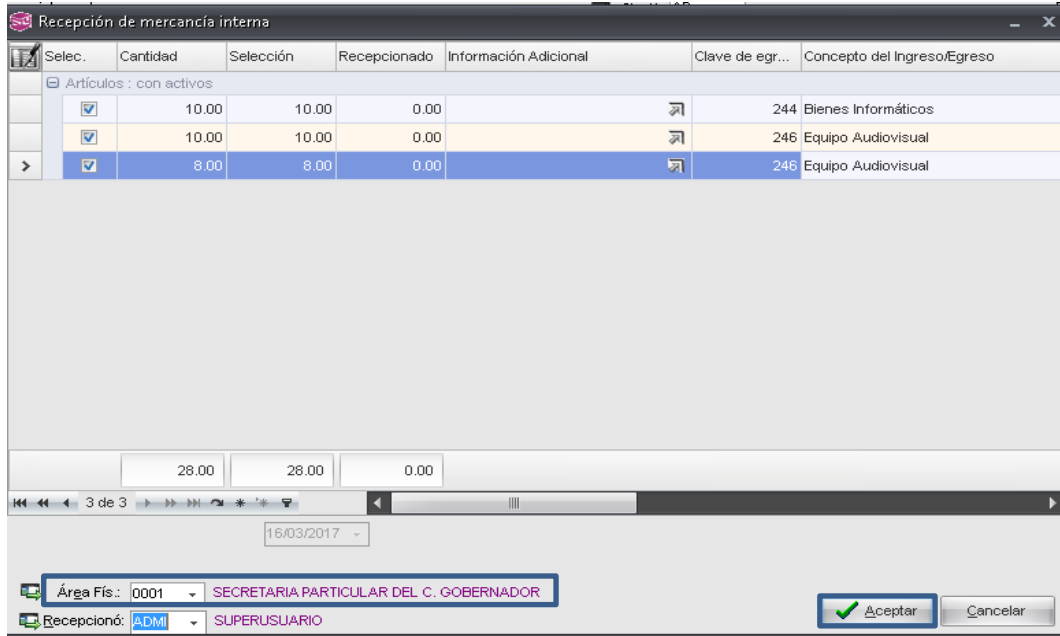 Recepción de mercancía interna
Selec. Cantidad Selección Recepcionado Información Adicional Clave de egr... Concepto del Ingreso/Egreso
Artículos : con activos
10.00 10.00 0.00 244 Bienes Informáticos
10.00 10.00 0.00 246 Equipo Audiovisual
8.00 8.00 0.00 246 Equipo Audiovisual
28.00 28.00 0.00
3 de 3
16/03/2017
Área Fís.: 0001 SECRETARIA PARTICULAR DEL C. GOBERNADOR
Recepcionó: ADMI SUPERUSUARIO
Aceptar Cancelar